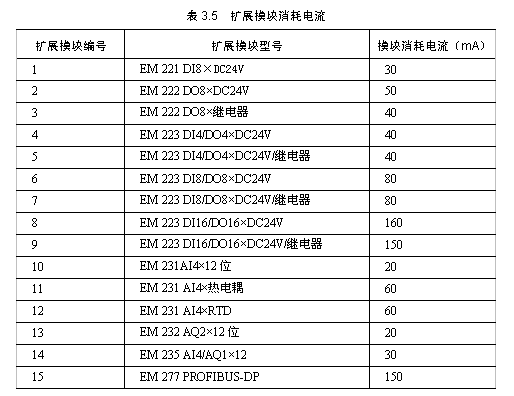 表 3.5 扩展模块消耗电流
扩展模块编号 扩展模块型号 模块消耗电流（mA）
1 EM 221 DI8×DC24V 30
2 EM 222 DO8×DC24V 50
3 EM 222 DO8×继电器 40
4 EM 223 DI4/DO4×DC24V 40
5 EM 223 DI4/DO4×DC24V/继电器 40
6 EM 223 DI8/DO8×DC24V 80
7 EM 223 DI8/DO8×DC24V/继电器 80
8 EM 223 DI16/DO16×DC24V 160
9 EM 223 DI16/DO16×DC24V/继电器 150
10 EM 231AI4×12 位 20
11 EM 231 AI4×热电耦 60
12 EM 231 AI4×RTD 60
13 EM 232 AQ2×12 位 20
14 EM 235 AI4/AQ1×12 30
15 EM 277 PROFIBUS-DP 150